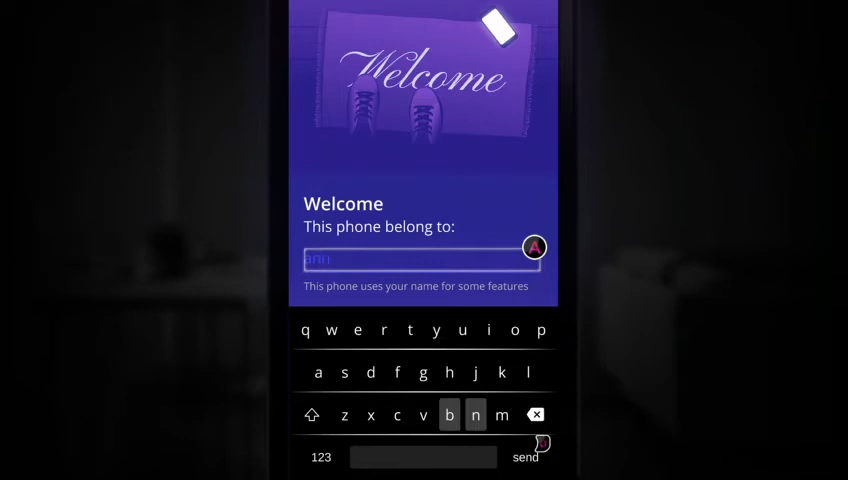 Welcome
Welcome
This phone belong to:
A
ann
This phone uses your name for some features
q w e r t y u i o p
a s d f g h j k l
z x c v b n m
123 send